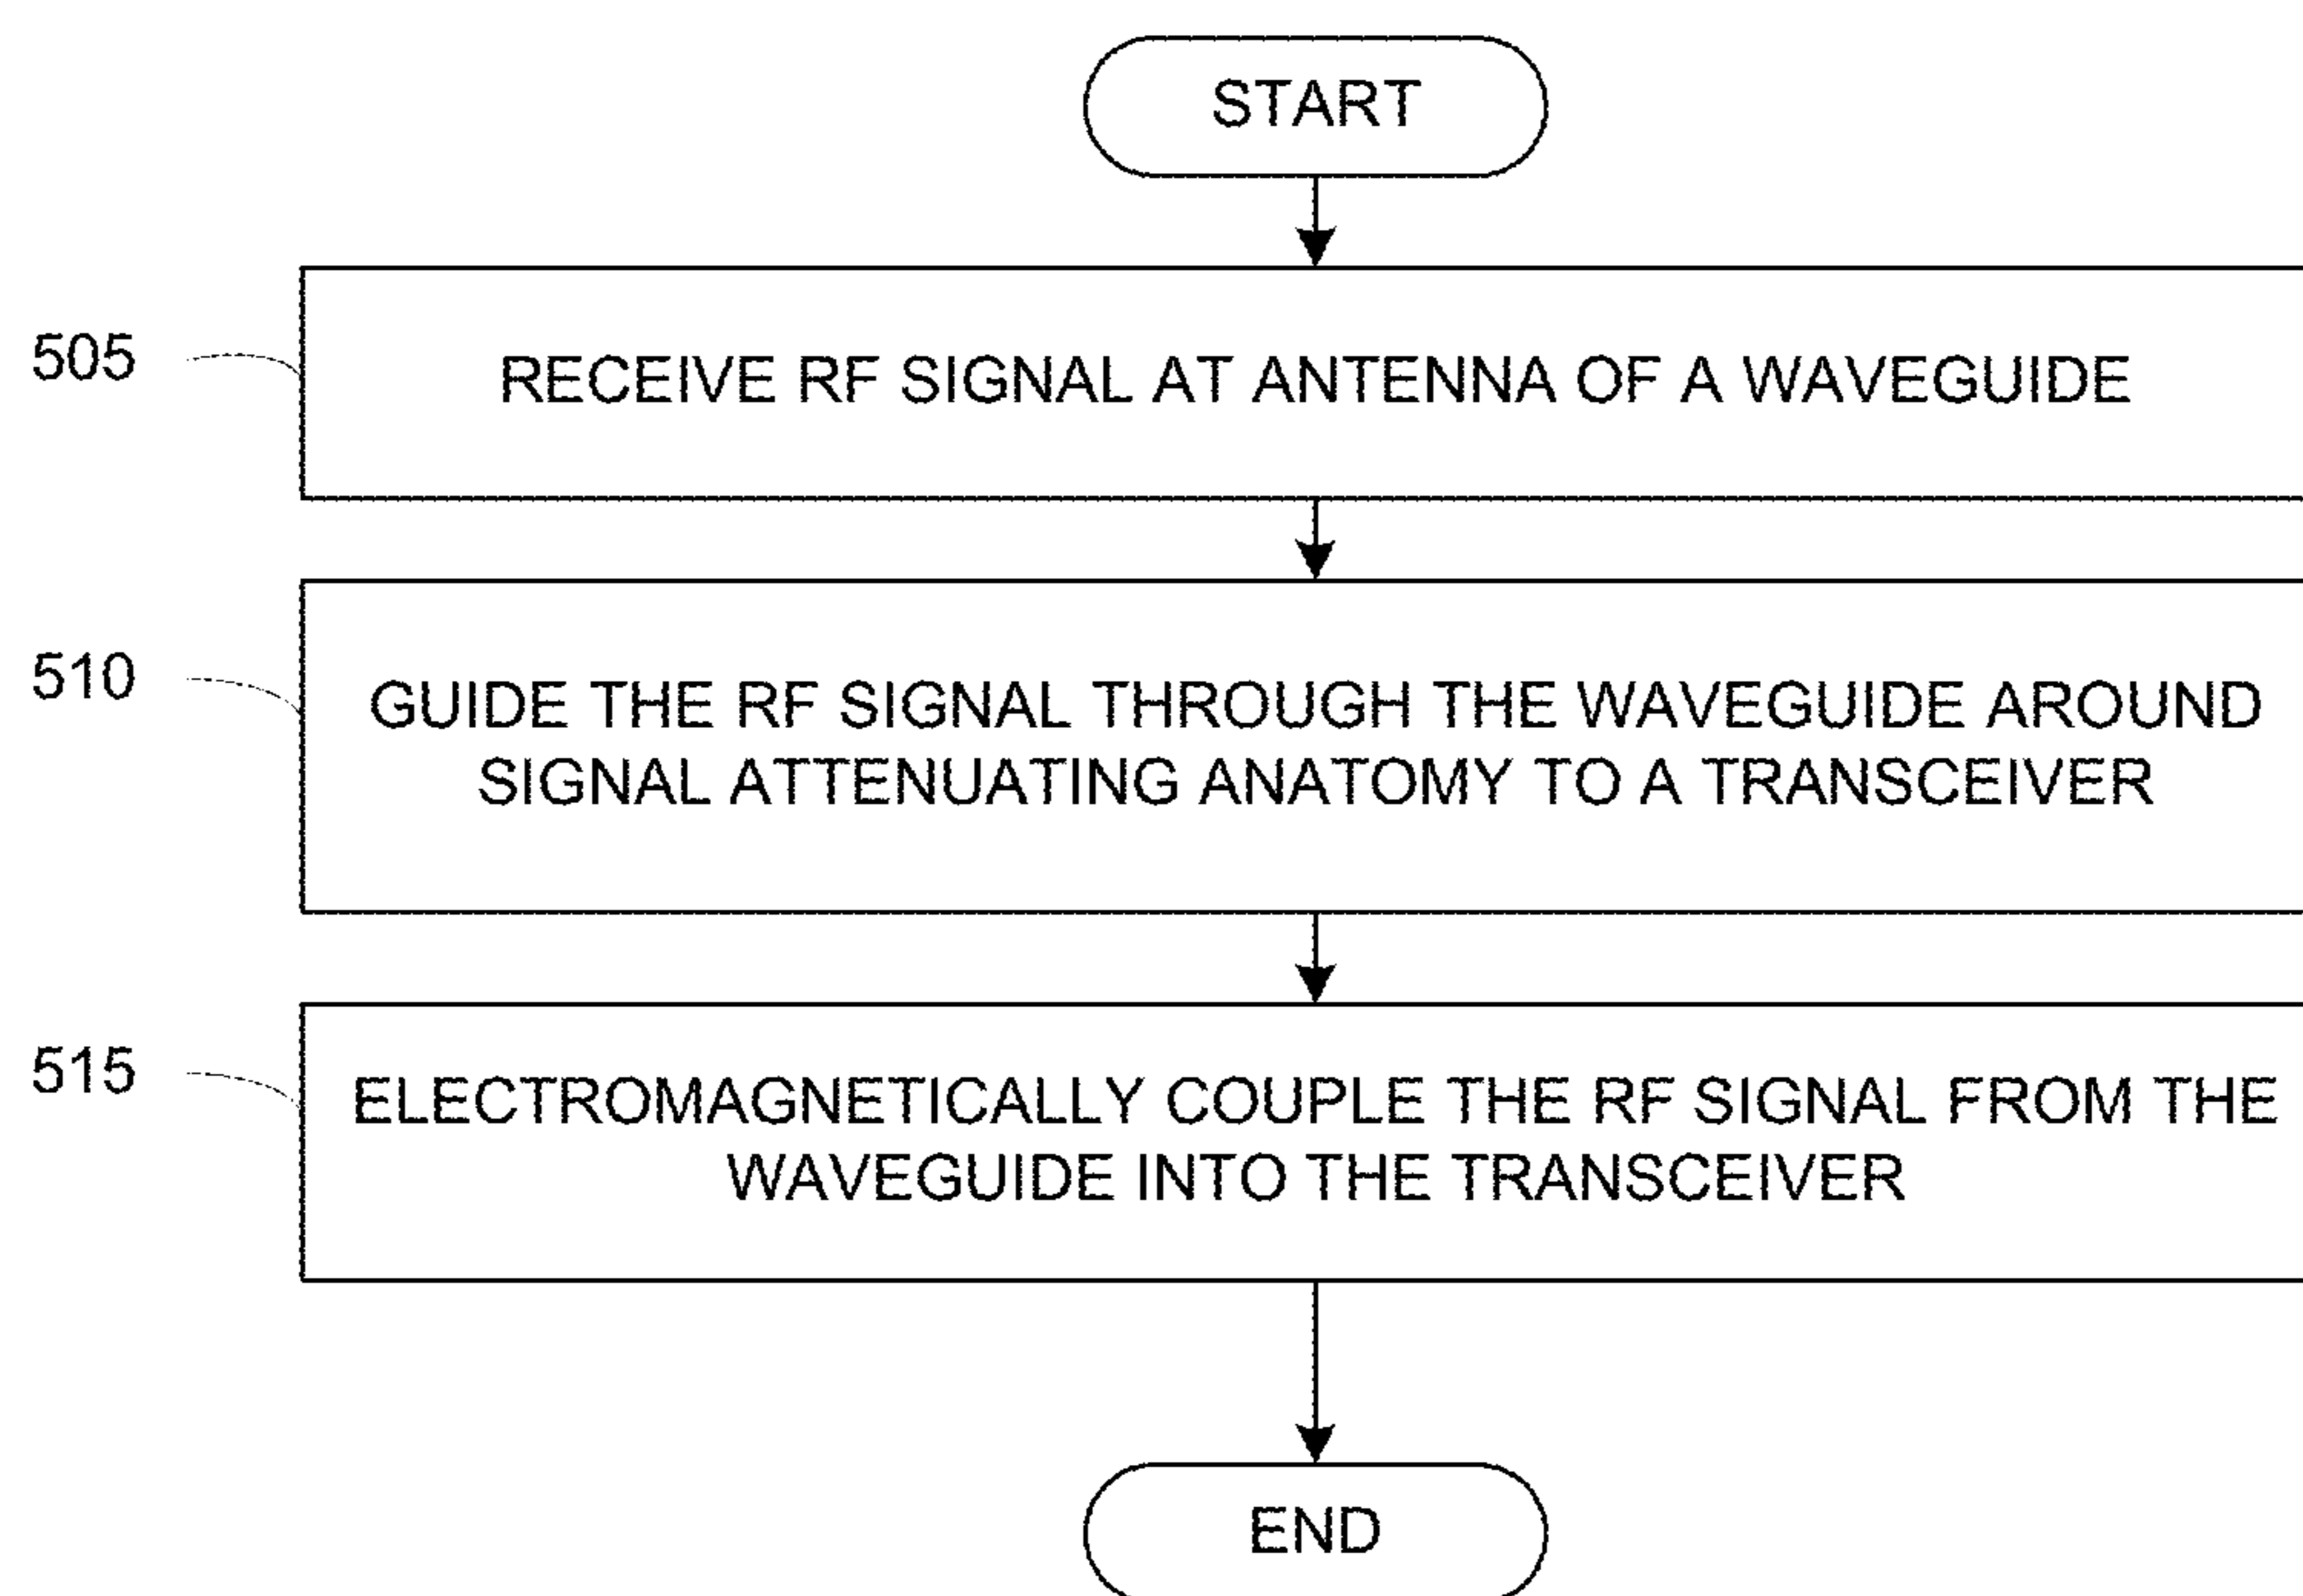 START
505
RECEIVE RF SIGNAL AT ANTENNA OF A WAVEGUIDE
510
GUIDE THE RF SIGNAL THROUGH THE WAVEGUIDE AROUND
SIGNAL ATTENUATING ANATOMY TO A TRANSCEIVER
515
ELECTROMAGNETICALLY COUPLE THE RF SIGNAL FROM THE
WAVEGUIDE INTO THE TRANSCEIVER
END